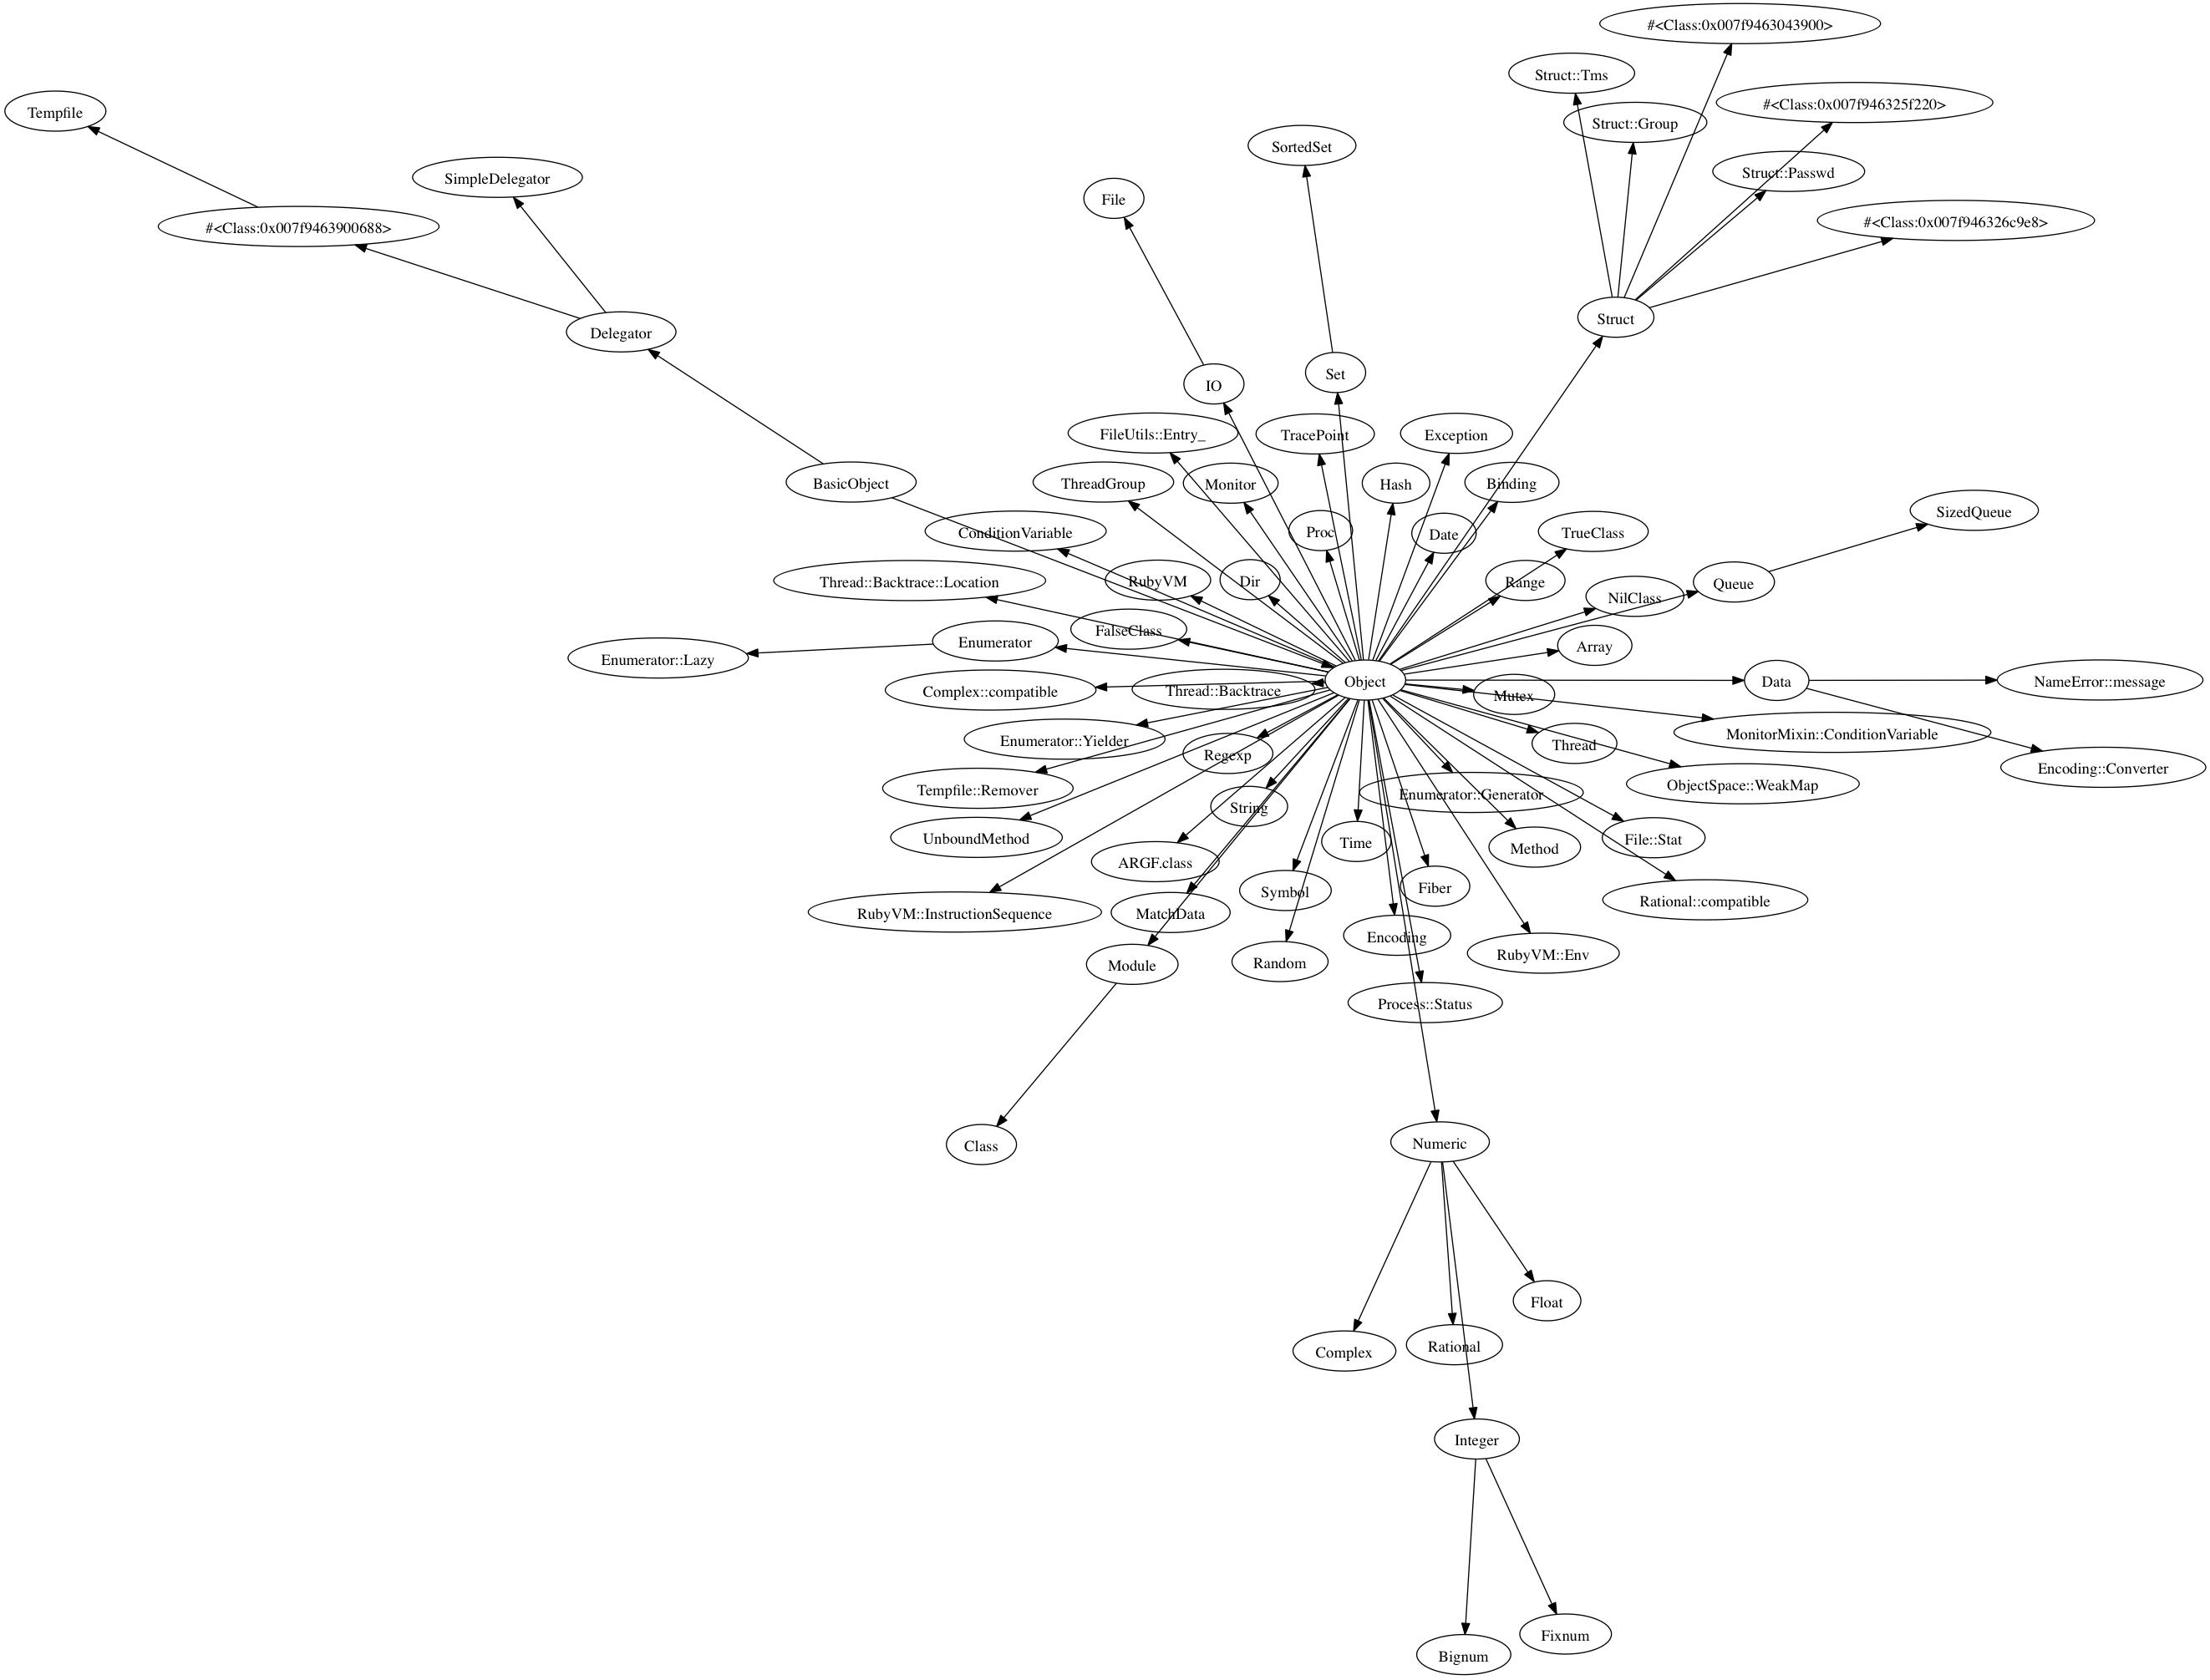 #<Class:0x007f9463043900>
Struct::Tms
#<Class:0x007f946325f220>
Tempfile
Struct::Group
SortedSet
Struct::Passwd
SimpleDelegator
File
#<Class:0x007f946326c9e8>
#<Class:0x007f9463900688>
Struct
Delegator
Set
IO
FileUtils::Entry_
TracePoint
Exception
BasicObject
ThreadGroup
Monitor
Hash
Binding
SizedQueue
ConditionVariable
Proc
Date
TrueClass
Thread::Backtrace::Location
RubyVM
Dir
Range
Queue
NilClass
FalseClass
Enumerator
Array
Enumerator::Lazy
Object
Data
NameError::message
Complex::compatible
Thread::Backtrace
Mutex
MonitorMixin::ConditionVariable
Enumerator::Yielder
Thread
Regexp
Encoding::Converter
ObjectSpace::WeakMap
Tempfile::Remover
Enumerator::Generator
String
UnboundMethod
Time
File::Stat
Method
ARGF.class
Fiber
Symbol
Rational::compatible
RubyVM::InstructionSequence
MatchData
Encoding
RubyVM::Env
Random
Module
Process::Status
Numeric
Class
Float
Rational
Complex
Integer
Fixnum
Bignum